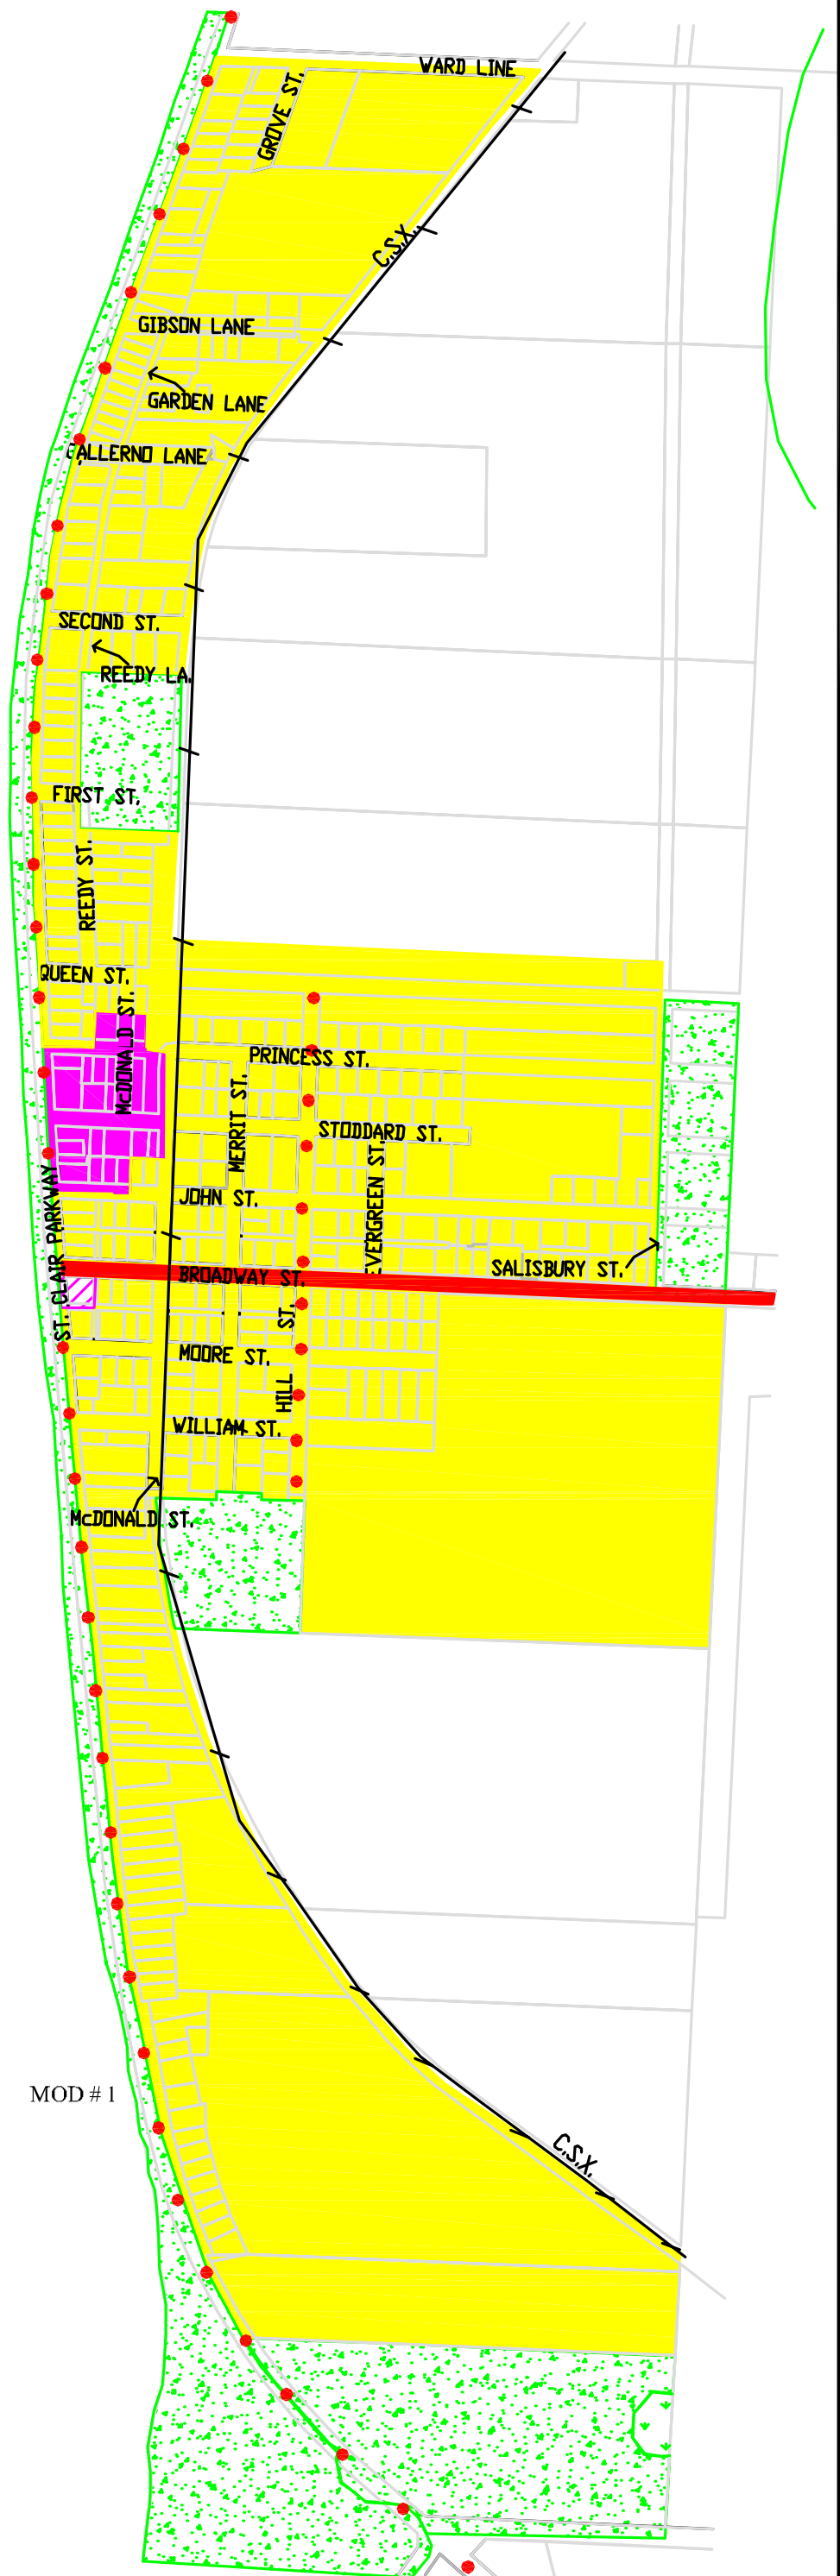 WARD LINE
GROVE ST.
C.S.X.
GIBSON LANE
GARDEN LANE
CALLERNO LANE
SECOND ST.
REEDY LA.
FIRST ST.
REEDY ST.
QUEEN ST.
McDONALD ST.
PRINCESS ST.
MERRIT ST.
STODDARD ST.
EVERGREEN ST.
JOHN ST.
ST. CLAIR PARKWAY
SALISBURY ST.
BROADWAY ST.
HILL ST.
MOORE ST.
WILLIAM ST.
McDONALD ST.
MOD # 1
C.S.X.